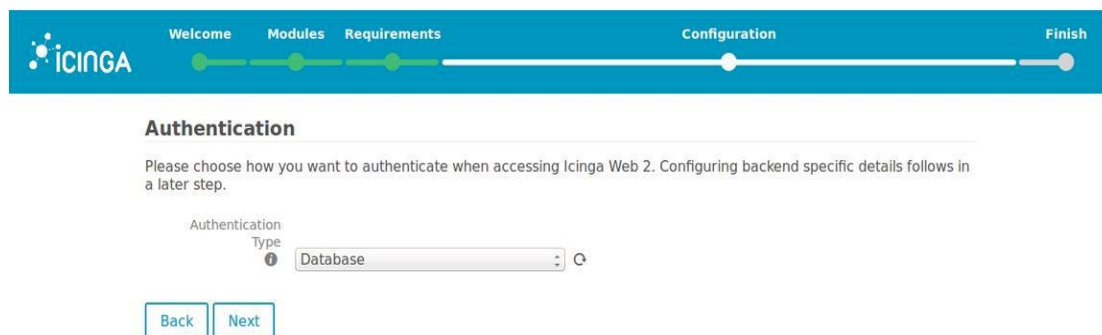 Welcome Modules Requirements Configuration Finish
ICINGA
Authentication
Please choose how you want to authenticate when accessing Icinga Web 2. Configuring backend specific details follows in
a later step.
Authentication
Type
Database
Back Next